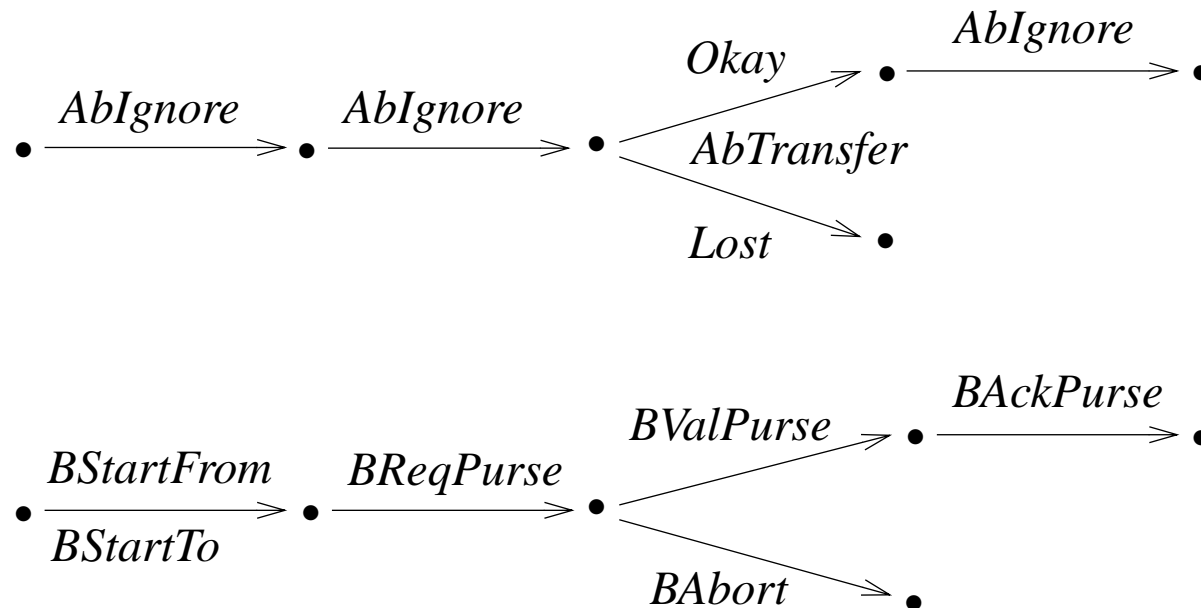 AbIgnore AbIgnore Okay AbIgnore
AbTransfer
Lost
BStartFrom BReqPurse BValPurse BAckPurse
BStartTo
BAbort